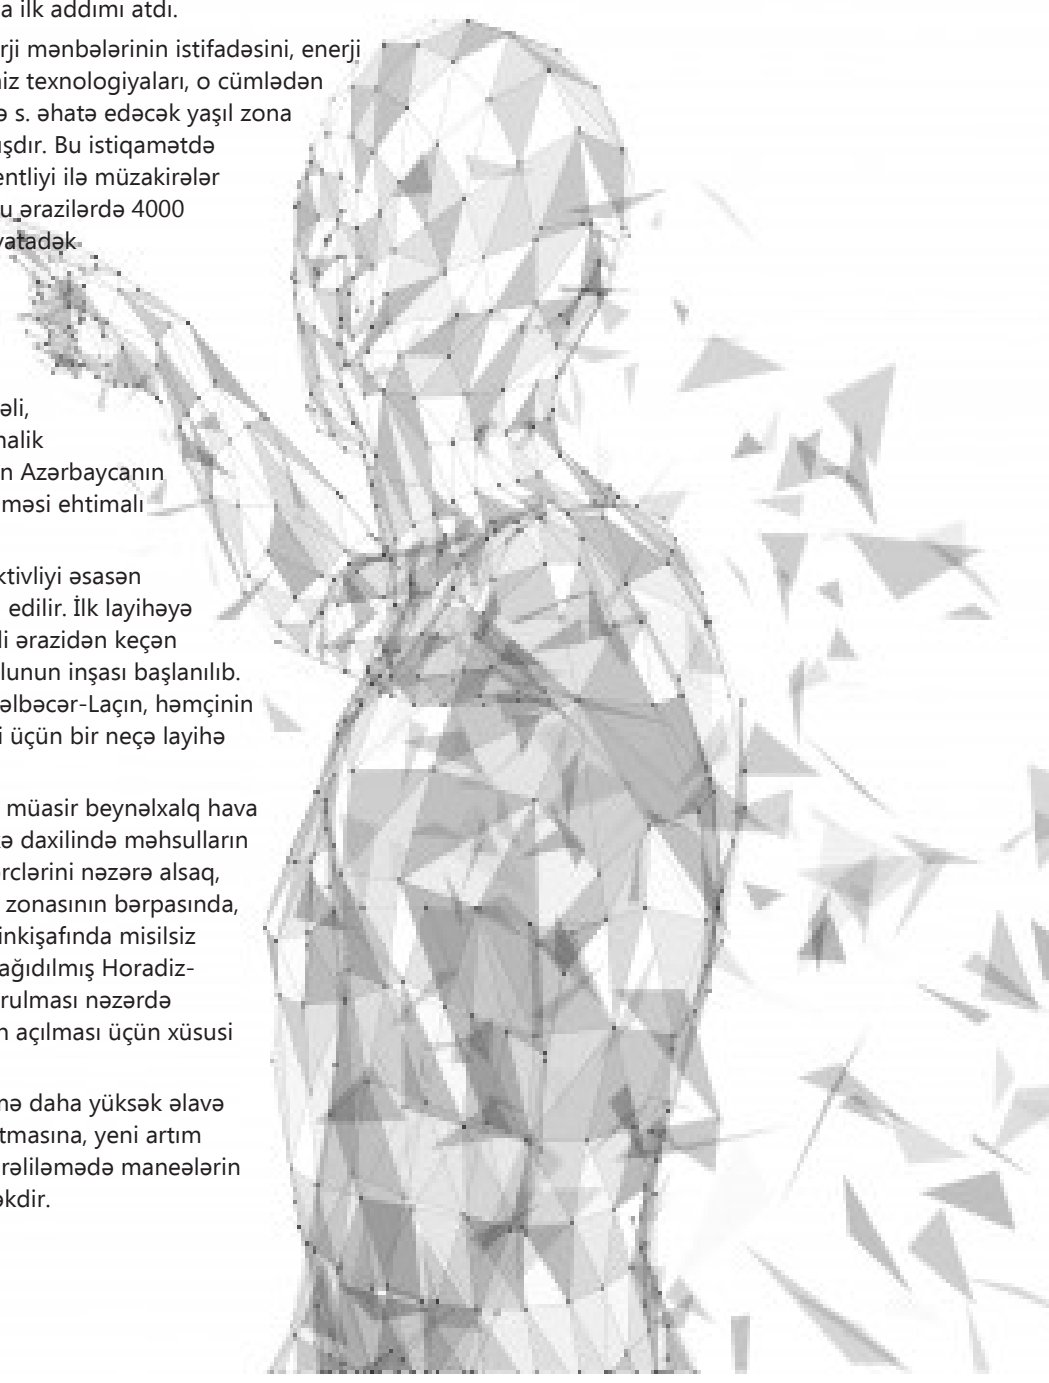 a ilk addımı atdı.
rji mənbələrinin istifadəsini, enerji
iz texnologiyaları, o cümlədən
ə s. əhatə edəcək yaşıl zona
şdır. Bu istiqamətdə
entliyi ilə müzakirələr
u ərazilərdə 4000
yatadək
əli,
malik
n Azərbaycanın
məsi ehtimalı
ktivliyi əsasən
edilir. İlk layihəyə
li ərazidən keçən
lunun inşası başlanılıb.
əlbəcər-Laçın, həmçinin
i üçün bir neçə layihə
müasir beynəlxalq hava
ə daxilində məhsulların
ərclərini nəzərə alsaq,
zonasının bərpasında,
inkişafında misilsiz
ağıdılmış Horadiz-
rulması nəzərdə
n açılması üçün xüsusi
mə daha yüksək əlavə
tmasına, yeni artım
rəliləmədə maneələrin
əkdir.